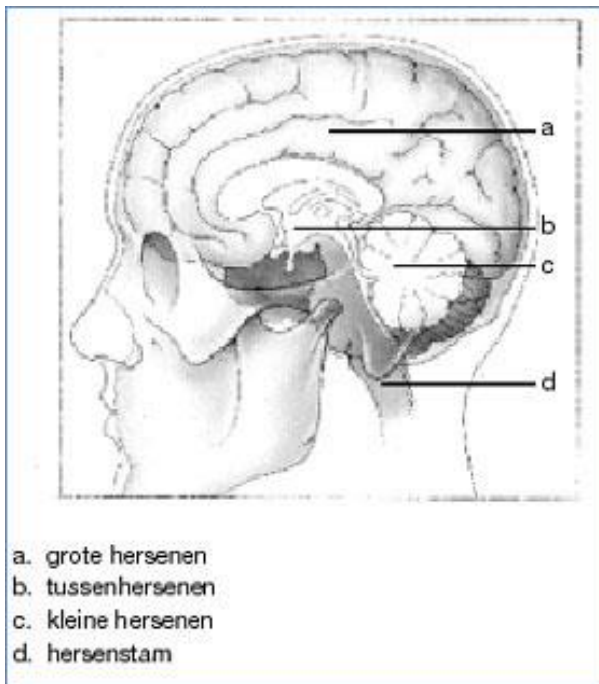 a
b
c
d
a. grote hersenen
b. tussenhersenen
c. kleine hersenen
d. hersenstam